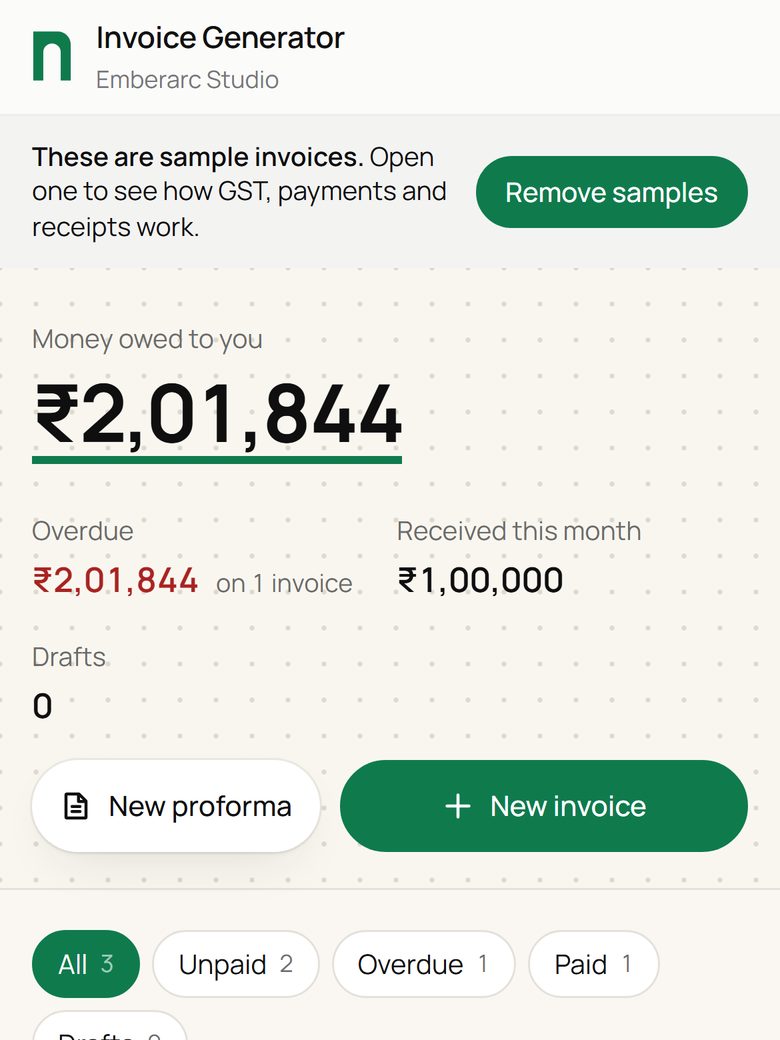 Invoice Generator
Emberarc Studio
These are sample invoices. Open
one to see how GST, payments and
receipts work.
Remove samples
Money owed to you
₹2,01,844
Overdue
₹2,01,844 on 1 invoice
Received this month
₹1,00,000
Drafts
0
New proforma
New invoice
All 3
Unpaid 2
Overdue 1
Paid 1
Drafts 0